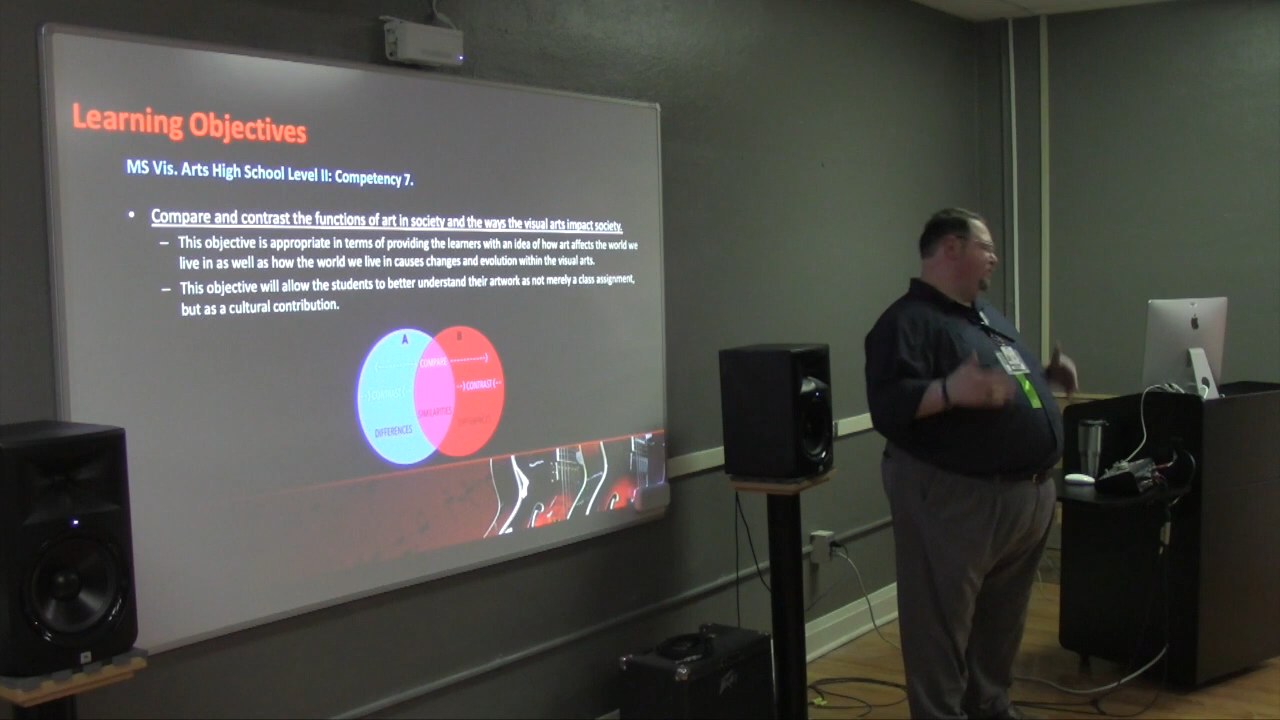 Learning Objectives
MS Vis. Arts High School Level II: Competency 7.
• Compare and contrast the functions of art in society and the ways the visual arts impact society.
– This objective is appropriate in terms of providing the learners with an idea of how art affects the world we
live in as well as how the world we live in causes changes and evolution within the visual arts.
– This objective will allow the students to better understand their artwork as not merely a class assignment,
but as a cultural contribution.
A B
COMPARE
CONTRAST
SIMILARITIES
DIFFERENCES
JBL